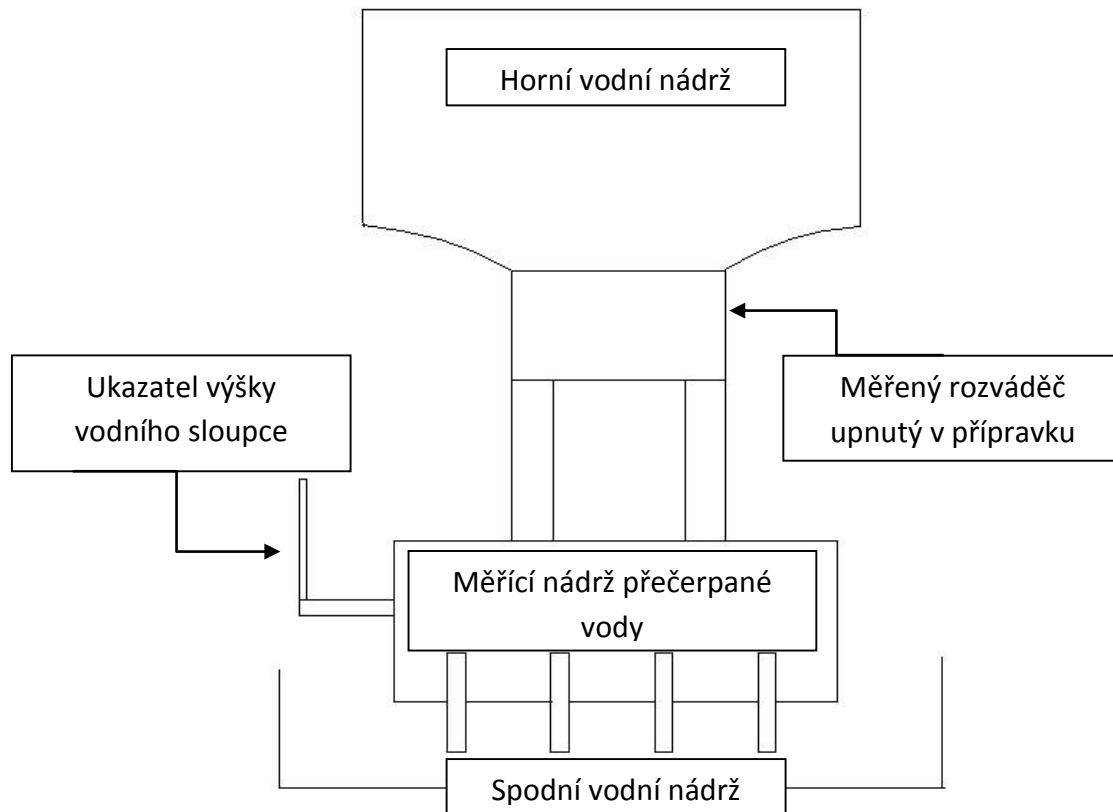 Horní vodní nádrž
Ukazatel výšky
vodního sloupce
Měřený rozváděč
upnutý v přípravku
Měřící nádrž přečerpané
vody
Spodní vodní nádrž